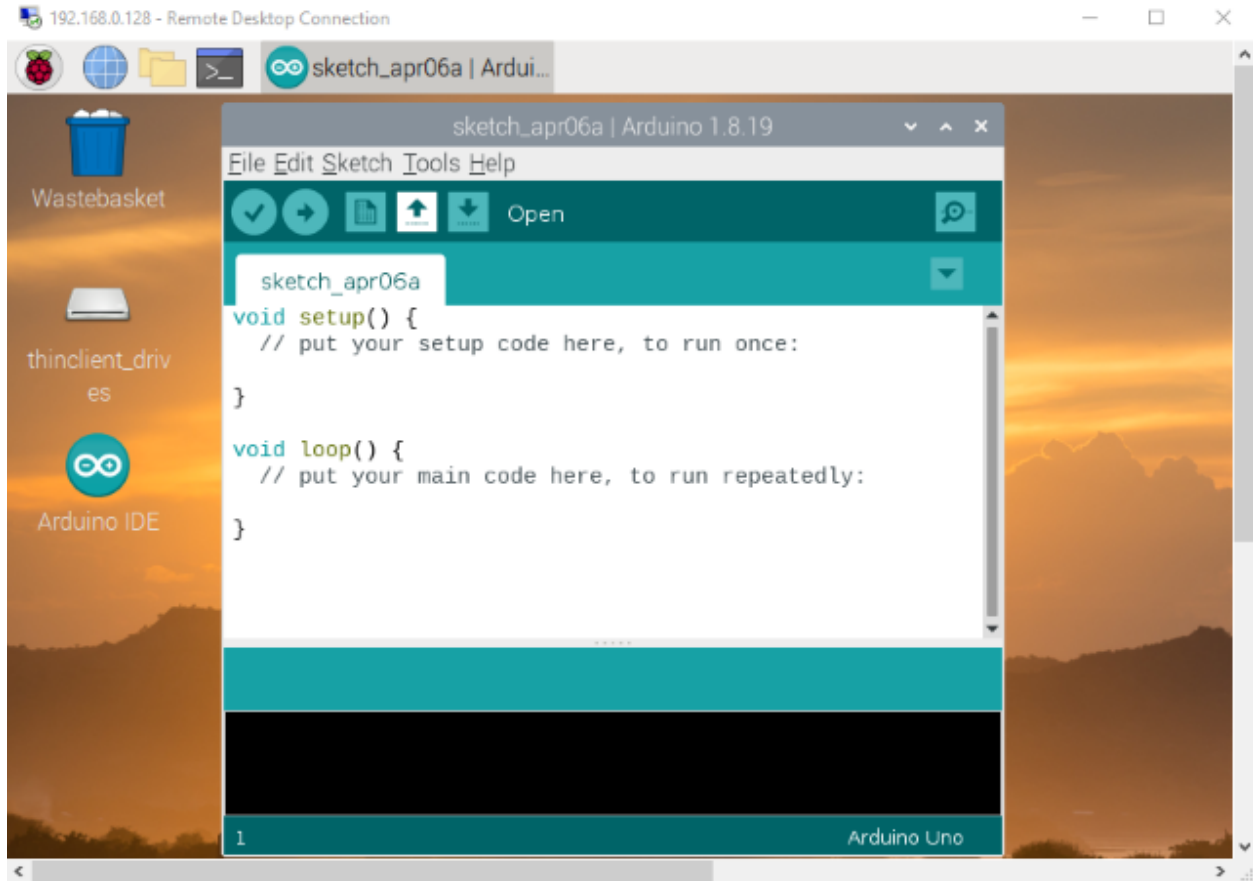 192.168.0.128 - Remote Desktop Connection
sketch_apr06a | Ardui...
sketch_apr06a | Arduino 1.8.19
File Edit Sketch Tools Help
Open
sketch_apr06a
void setup() {
  // put your setup code here, to run once:
}
void loop() {
  // put your main code here, to run repeatedly:
}
1
Arduino Uno
Wastebasket
thinclient_driv
es
Arduino IDE